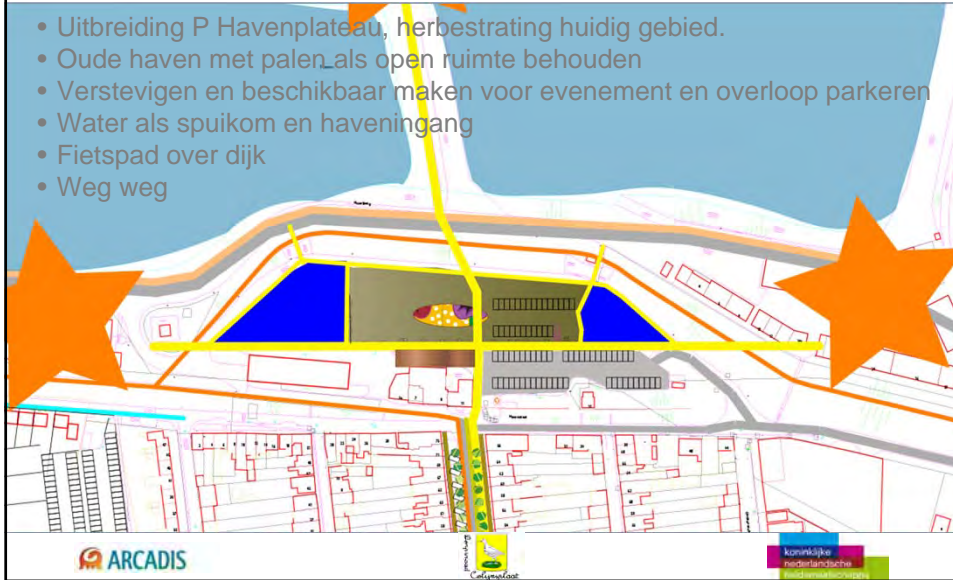 • Uitbreiding P Havenplateau, herbestrating huidig gebied.
• Oude haven met palen als open ruimte behouden
• Verstevigen en beschikbaar maken voor evenement en overloop parkeren
• Water als spuikom en haveningang
• Fietspad over dijk
• Weg weg
ARCADIS
Colijnsplaat
koninklijke
nederlandsche
heidemaatschappij